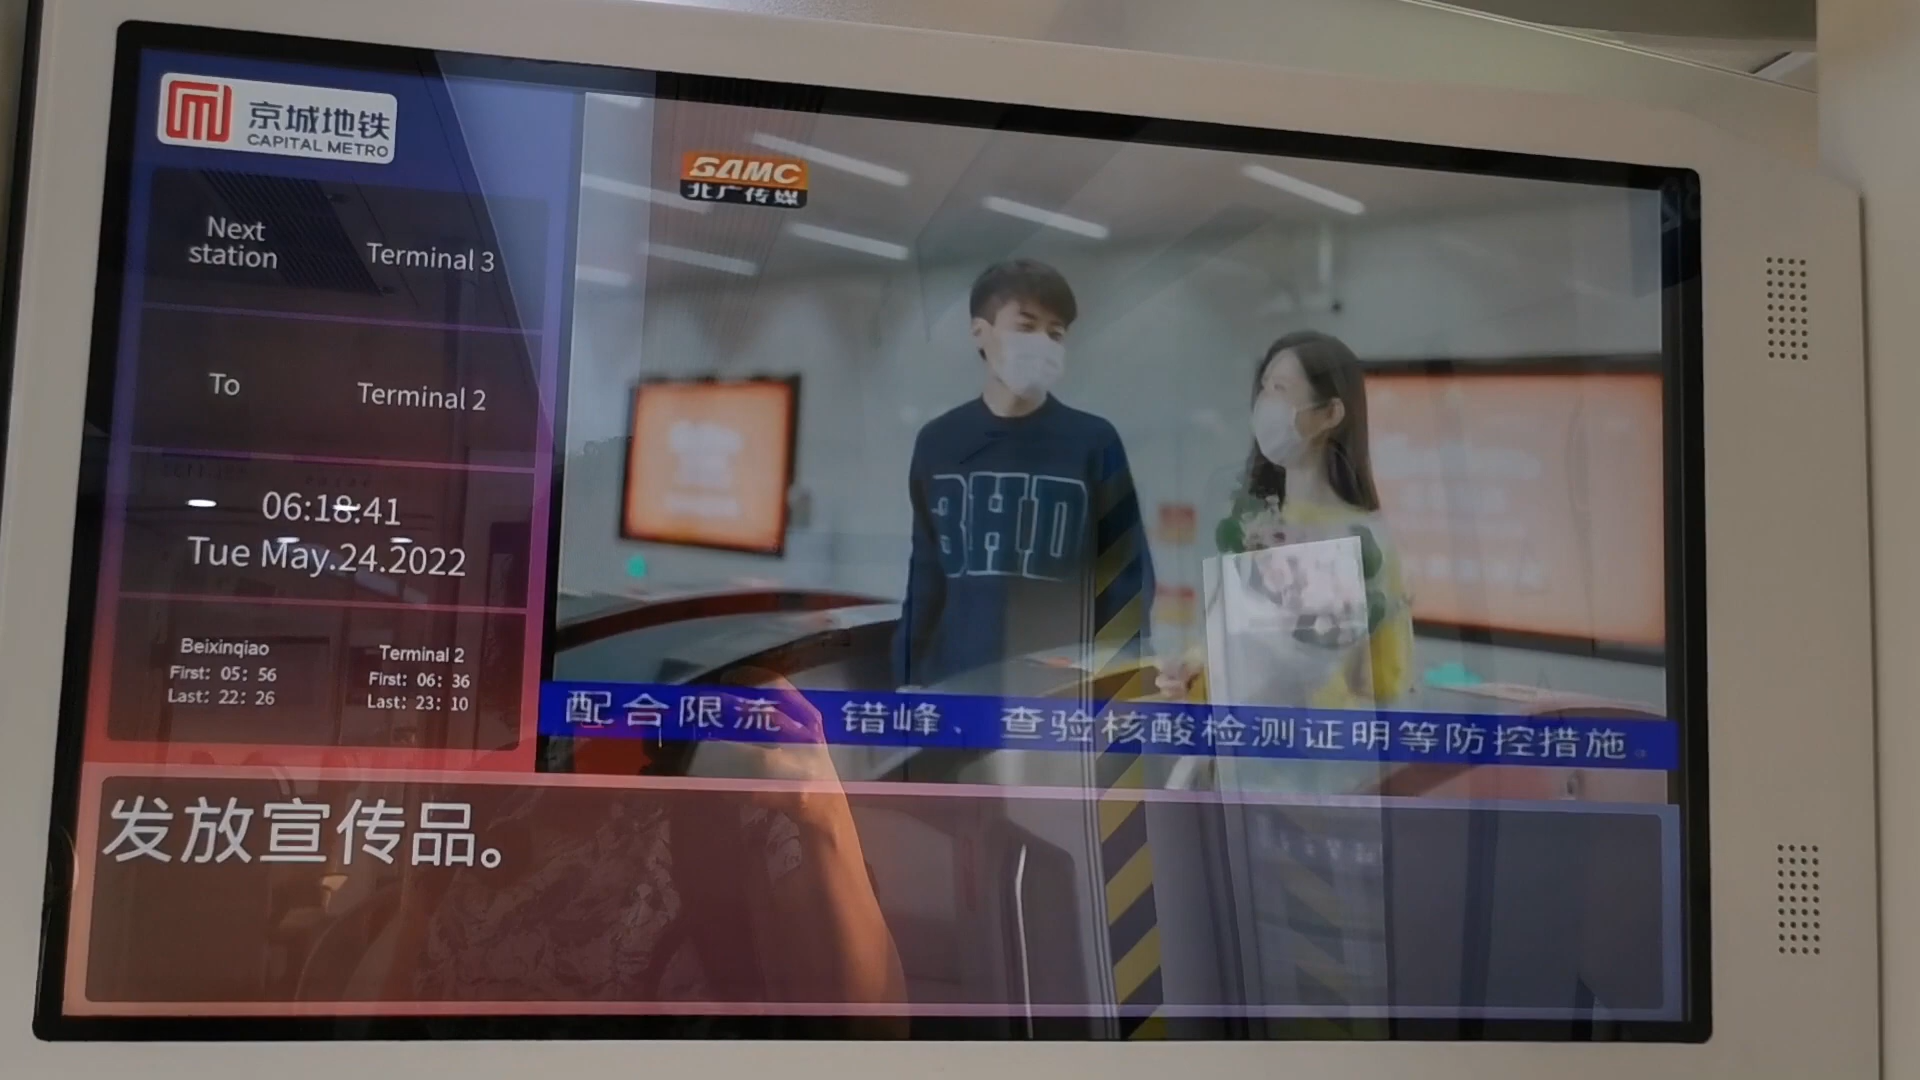 京城地铁
CAPITAL METRO
Next station
Terminal 3
To
Terminal 2
06:18:41
Tue May.24.2022
Beixinqiao
First: 05: 56
Last: 22: 26
Terminal 2
First: 06: 36
Last: 23: 10
BAMC
北广传媒
BHD
配合限流、错峰、查验核酸检测证明等防控措施。
发放宣传品。